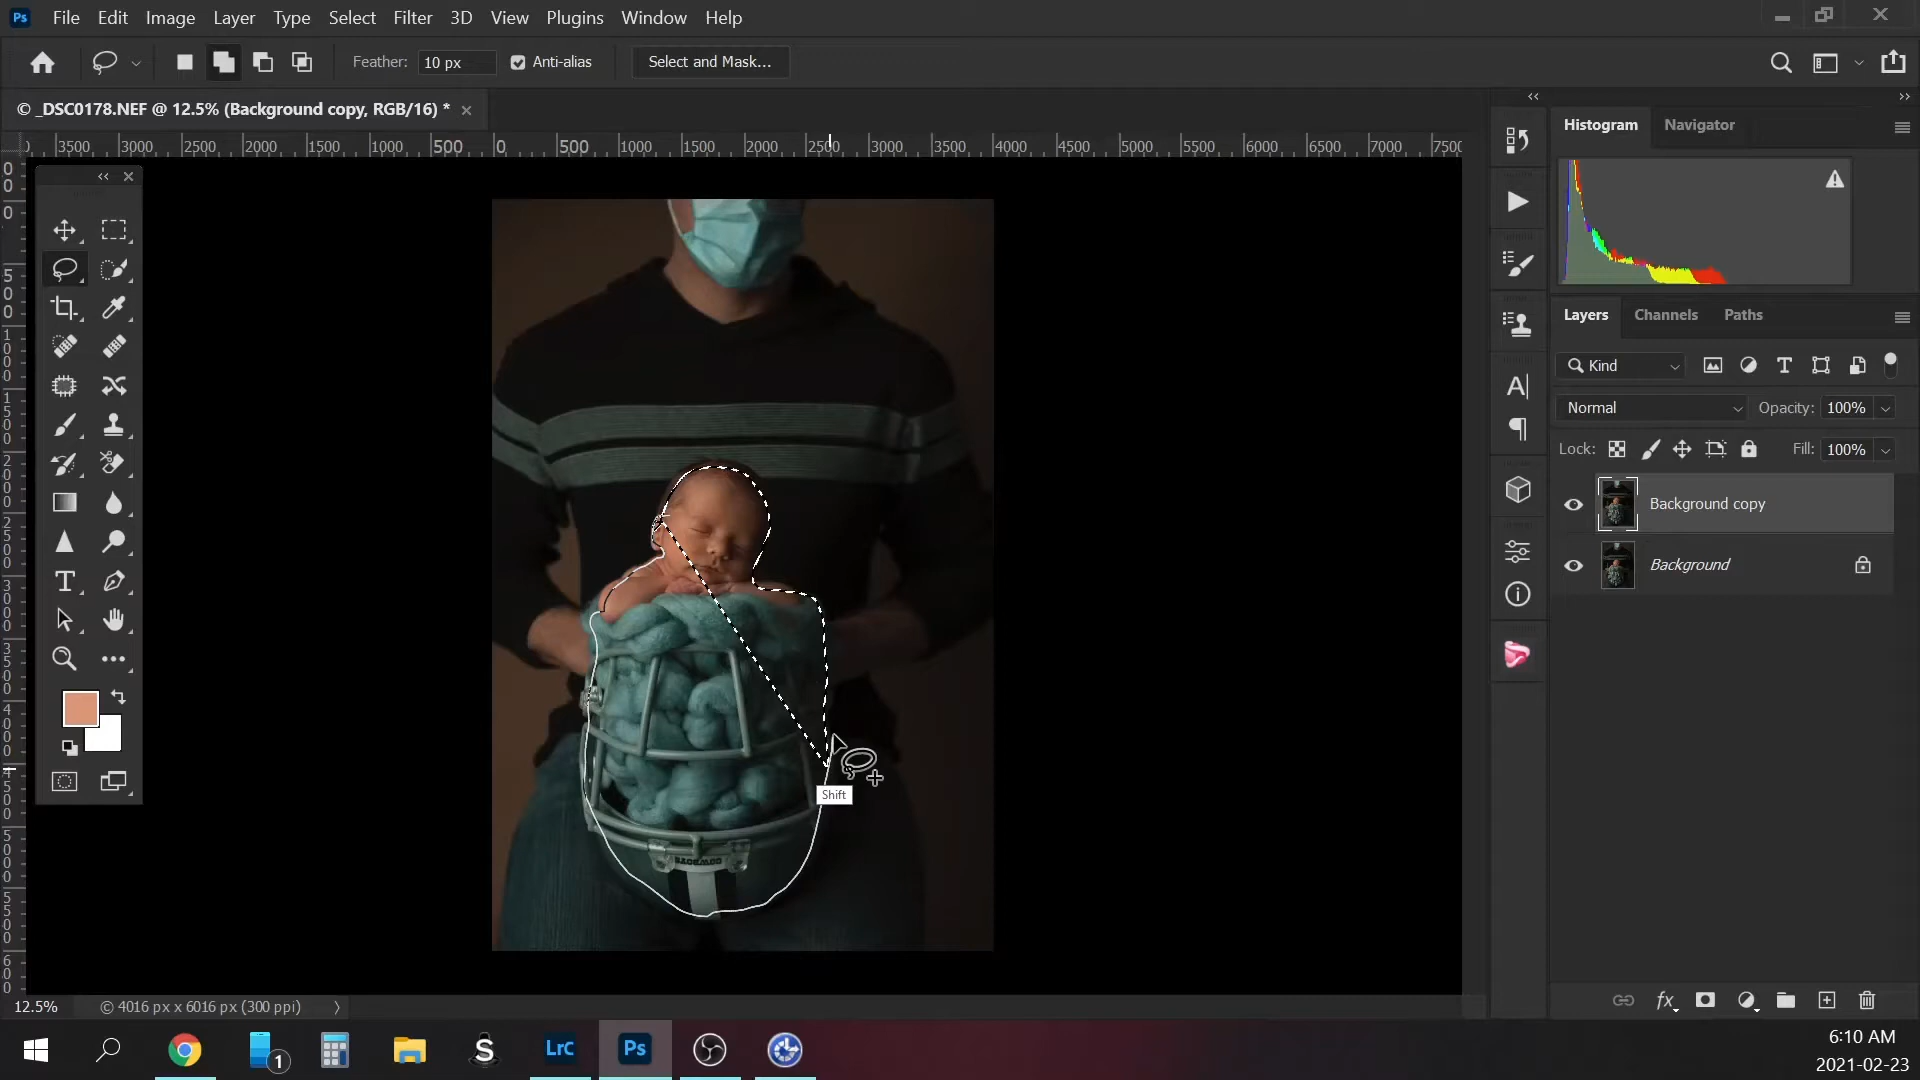 Ps File Edit Image Layer Type Select Filter 3D View Plugins Window Help
Feather: 10 px Anti-alias Select and Mask...
© _DSC0178.NEF @ 12.5% (Background copy, RGB/16) * ×
3500 3000 2500 2000 1500 1000 500 0 500 1000 1500 2000 2500 3000 3500 4000 4500 5000 5500 6000 6500 7000 7500
Histogram Navigator
Layers Channels Paths
Kind
Normal Opacity: 100%
Lock: Fill: 100%
Background copy
Background
Shift
12.5% © 4016 px x 6016 px (300 ppi)
1 S LrC Ps
6:10 AM
2021-02-23